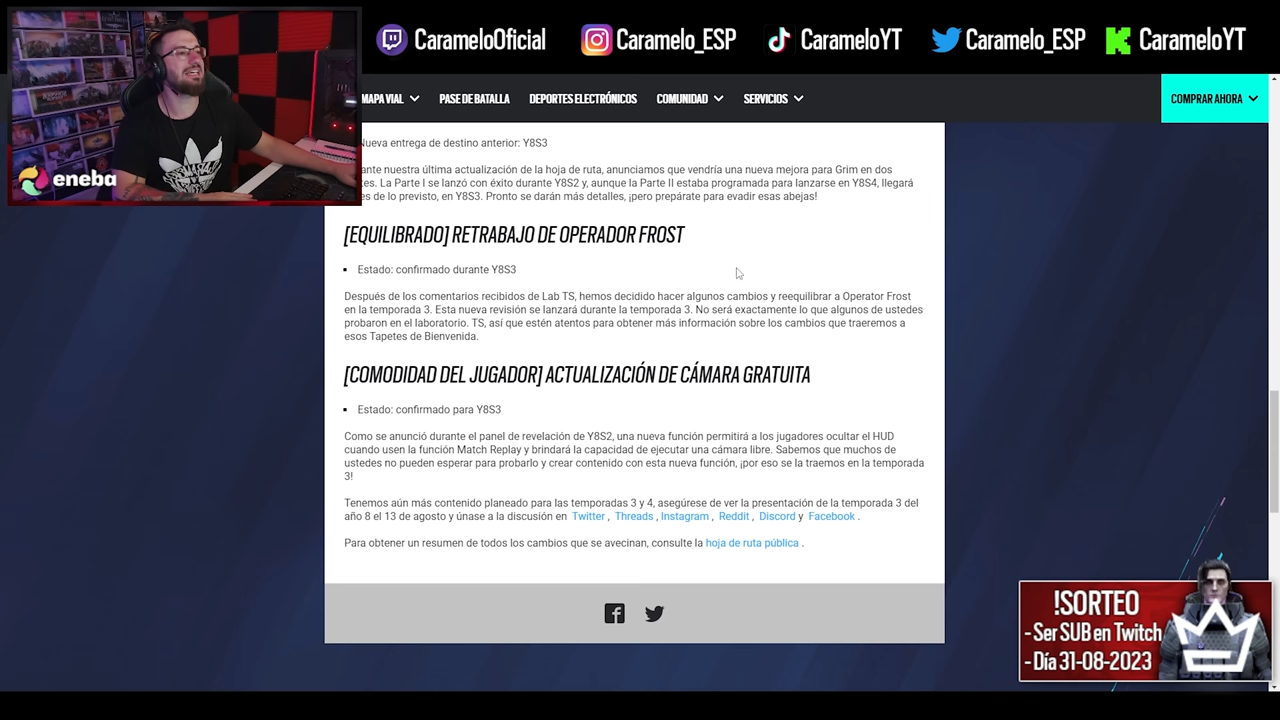 CarameloOficial
Caramelo_ESP
CarameloYT
Caramelo_ESP
CarameloYT
eneba
MAPA VIAL
PASE DE BATALLA
DEPORTES ELECTRÓNICOS
COMUNIDAD
SERVICIOS
COMPRAR AHORA
Nueva entrega de destino anterior: Y8S3
ante nuestra última actualización de la hoja de ruta, anunciamos que vendría una nueva mejora para Grim en dos
tes. La Parte I se lanzó con éxito durante Y8S2 y, aunque la Parte II estaba programada para lanzarse en Y8S4, llegará
es de lo previsto, en Y8S3. Pronto se darán más detalles, ¡pero prepárate para evadir esas abejas!
[EQUILIBRADO] RETRABAJO DE OPERADOR FROST
▪ Estado: confirmado durante Y8S3
Después de los comentarios recibidos de Lab TS, hemos decidido hacer algunos cambios y reequilibrar a Operator Frost
en la temporada 3. Esta nueva revisión se lanzará durante la temporada 3. No será exactamente lo que algunos de ustedes
probaron en el laboratorio. TS, así que estén atentos para obtener más información sobre los cambios que traeremos a
esos Tapetes de Bienvenida.
[COMODIDAD DEL JUGADOR] ACTUALIZACIÓN DE CÁMARA GRATUITA
▪ Estado: confirmado para Y8S3
Como se anunció durante el panel de revelación de Y8S2, una nueva función permitirá a los jugadores ocultar el HUD
cuando usen la función Match Replay y brindará la capacidad de ejecutar una cámara libre. Sabemos que muchos de
ustedes no pueden esperar para probarlo y crear contenido con esta nueva función, ¡por eso se la traemos en la temporada
3!
Tenemos aún más contenido planeado para las temporadas 3 y 4, asegúrese de ver la presentación de la temporada 3 del
año 8 el 13 de agosto y únase a la discusión en Twitter , Threads , Instagram , Reddit , Discord y Facebook .
Para obtener un resumen de todos los cambios que se avecinan, consulte la hoja de ruta pública .
!SORTEO
- Ser SUB en Twitch
- Día 31-08-2023